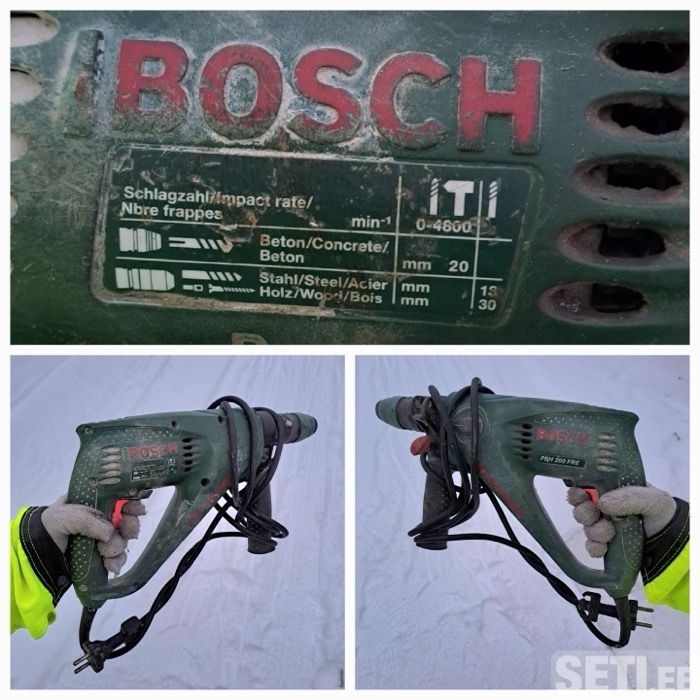 BOSCH
Schlagzahl/Impact rate/
Nbre frappes min⁻¹ 0-4800
Beton/Concrete/
Beton mm 20
Stahl/Steel/Acier mm 13
Holz/Wood/Bois mm 30
BOSCH
BOSCH
PBH 200 FRE
SETI.EE